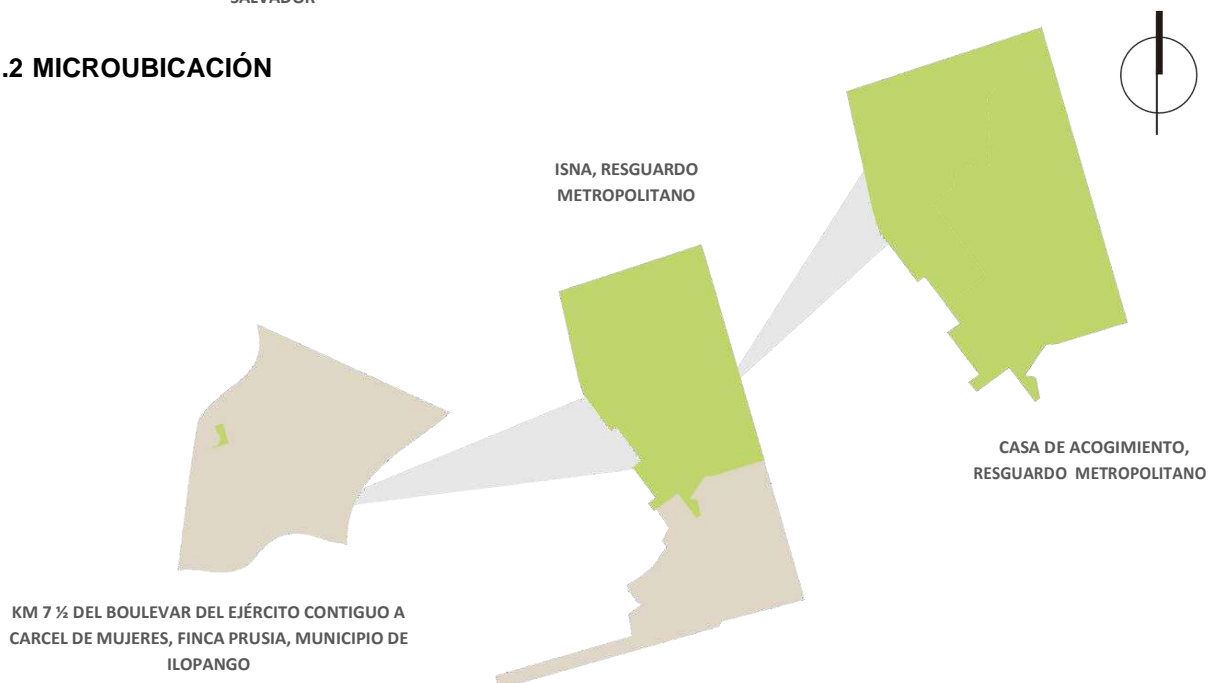 SALVADOR
.2 MICROUBICACIÓN
ISNA, RESGUARDO
METROPOLITANO
CASA DE ACOGIMIENTO,
RESGUARDO METROPOLITANO
KM 7 ½ DEL BOULEVAR DEL EJÉRCITO CONTIGUO A
CARCEL DE MUJERES, FINCA PRUSIA, MUNICIPIO DE
ILOPANGO